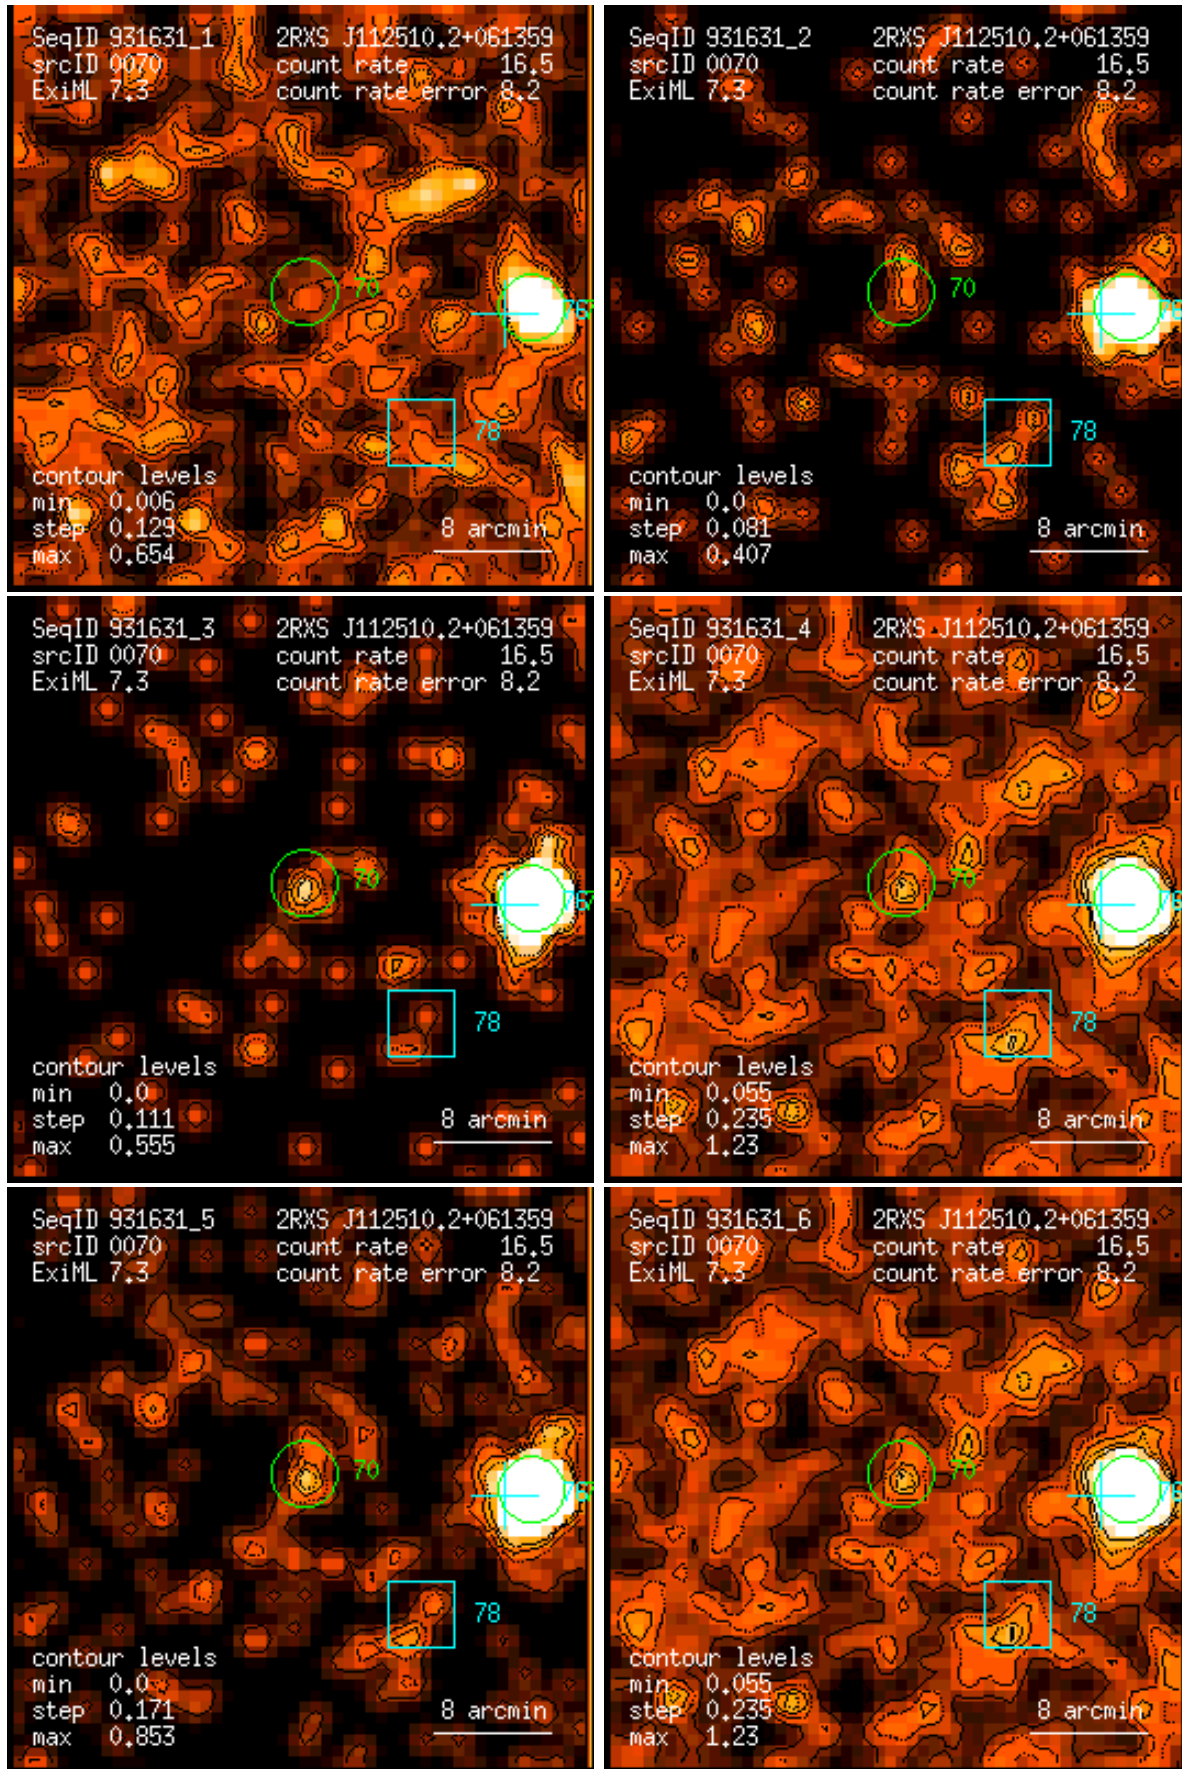 SeqID 931631_1 2RXS J112510.2+061359
srcID 0070 count rate 16.5
ExiML 7.3 count rate error 8.2
70
78
contour levels
min 0.006
step 0.129
max 0.654
8 arcmin
SeqID 931631_2 2RXS J112510.2+061359
srcID 0070 count rate 16.5
ExiML 7.3 count rate error 8.2
70
78
contour levels
min 0.0
step 0.081
max 0.407
8 arcmin
SeqID 931631_3 2RXS J112510.2+061359
srcID 0070 count rate 16.5
ExiML 7.3 count rate error 8.2
70
78
contour levels
min 0.0
step 0.111
max 0.555
8 arcmin
SeqID 931631_4 2RXS J112510.2+061359
srcID 0070 count rate 16.5
ExiML 7.3 count rate error 8.2
70
78
contour levels
min 0.055
step 0.235
max 1.23
8 arcmin
SeqID 931631_5 2RXS J112510.2+061359
srcID 0070 count rate 16.5
ExiML 7.3 count rate error 8.2
70
78
contour levels
min 0.0
step 0.171
max 0.853
8 arcmin
SeqID 931631_6 2RXS J112510.2+061359
srcID 0070 count rate 16.5
ExiML 7.3 count rate error 8.2
70
78
contour levels
min 0.055
step 0.235
max 1.23
8 arcmin